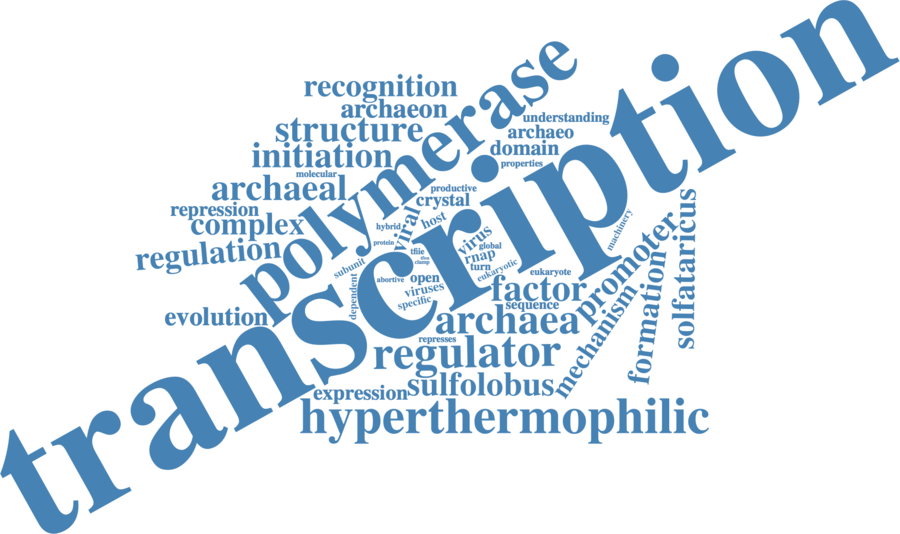 transcription
polymerase
recognition
archaeon
structure
initiation
molecular
archaeal
repression
complex
regulation
evolution
understanding
archaeo
domain
properties
productive
crystal
hybrid
viral
host
protein
tfiie
this
clamp
subunit
dependent
abortive
open
viruses
specific
virus
global
rnap
turn
eukaryotic
eukaryote
factor
sequence
archaea
represses
regulator
expression
sulfolobus
hyperthermophilic
machinery
promoter
mechanism
formation
solfataricus